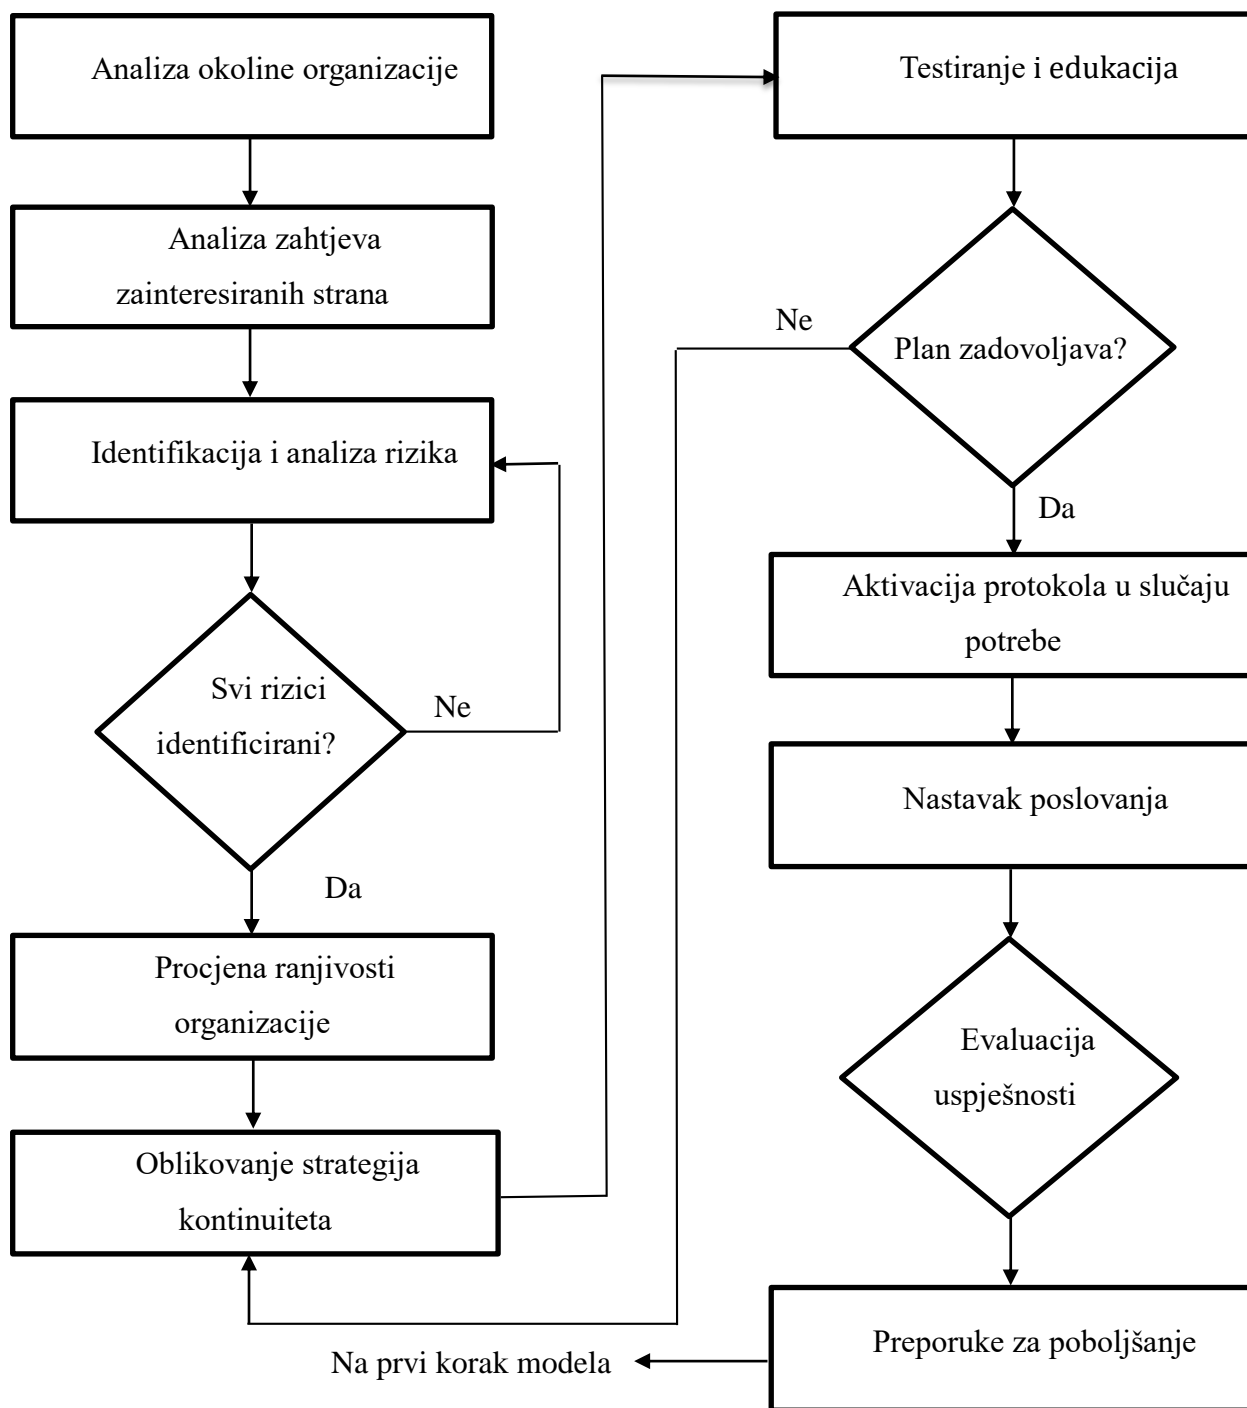 Analiza okoline organizacije
Analiza zahtjeva
zainteresiranih strana
Identifikacija i analiza rizika
Svi rizici
identificirani?
Ne
Da
Procjena ranjivosti
organizacije
Oblikovanje strategija
kontinuiteta
Testiranje i edukacija
Ne
Plan zadovoljava?
Da
Aktivacija protokola u slučaju
potrebe
Nastavak poslovanja
Evaluacija
uspješnosti
Preporuke za poboljšanje
Na prvi korak modela